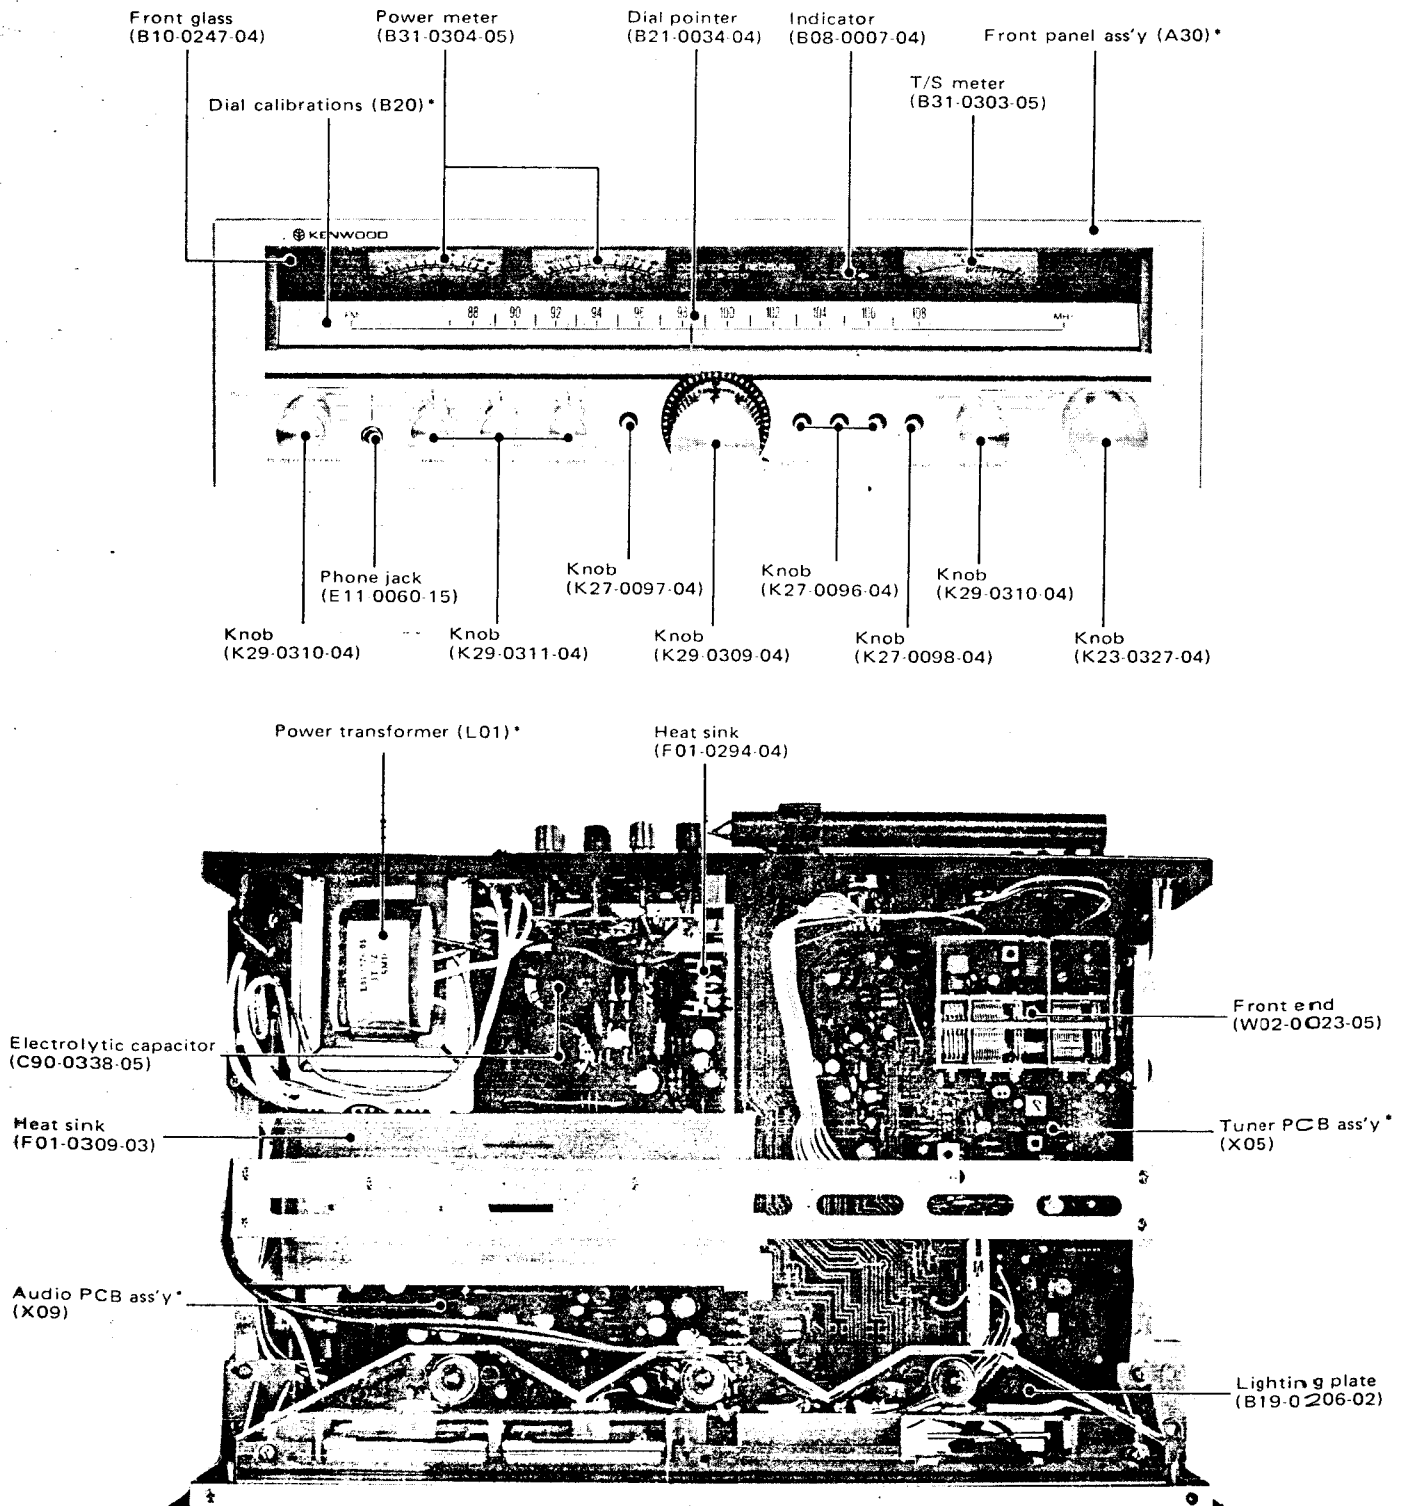 Front glass
(B10-0247-04)
Power meter
(B31-0304-05)
Dial pointer
(B21-0034-04)
Indicator
(B08-0007-04)
Front panel ass'y (A30)*
T/S meter
(B31-0303-05)
Dial calibrations (B20)*
KENWOOD
FM 88 90 92 94 96 98 100 102 104 106 108 MHz
Phone jack
(E11-0060-15)
Knob
(K27-0097-04)
Knob
(K27-0096-04)
Knob
(K29-0310-04)
Knob
(K29-0310-04)
Knob
(K29-0311-04)
Knob
(K29-0309-04)
Knob
(K27-0098-04)
Knob
(K23-0327-04)
Power transformer (L01)*
Heat sink
(F01-0294-04)
Electrolytic capacitor
(C90-0338-05)
Front end
(W02-0023-05)
Heat sink
(F01-0309-03)
Tuner PCB ass'y*
(X05)
Audio PCB ass'y*
(X09)
Lighting plate
(B19-0206-02)